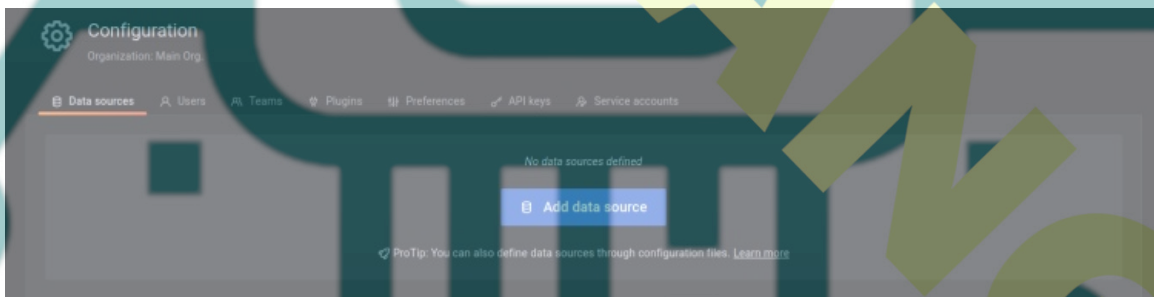 Configuration
Organization: Main Org.
Data sources Users Teams Plugins Preferences API keys Service accounts
No data sources defined
Add data source
ProTip: You can also define data sources through configuration files. Learn more